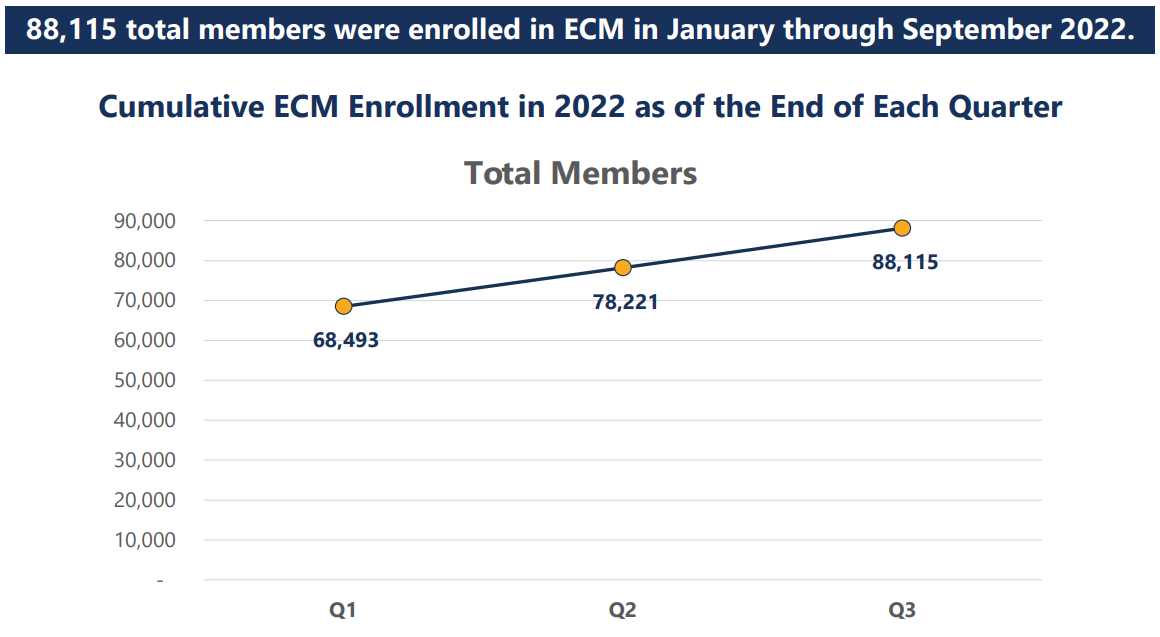 88,115 total members were enrolled in ECM in January through September 2022.
Cumulative ECM Enrollment in 2022 as of the End of Each Quarter
Total Members
90,000
80,000
70,000
60,000
50,000
40,000
30,000
20,000
10,000
-
68,493
78,221
88,115
Q1
Q2
Q3